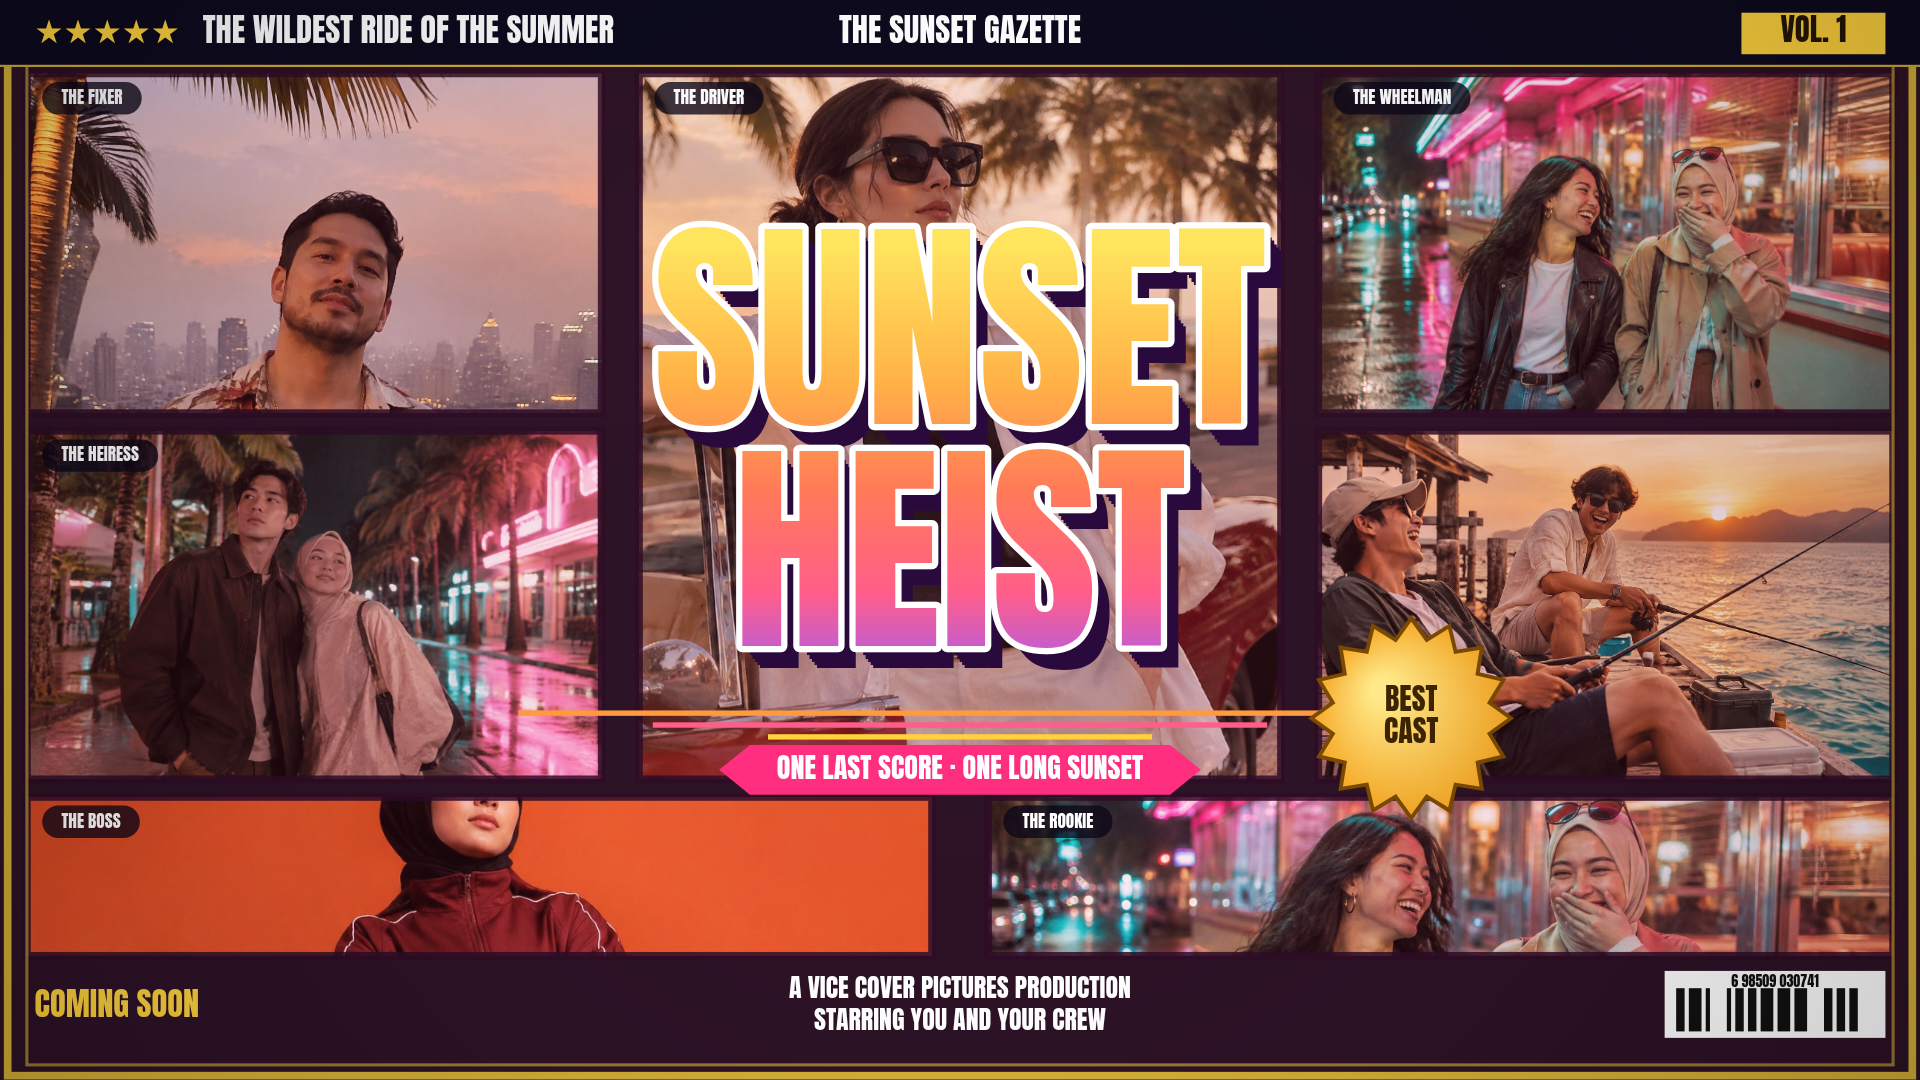 ★★★★★ THE WILDEST RIDE OF THE SUMMER
THE SUNSET GAZETTE
VOL. 1
THE FIXER
THE DRIVER
THE WHEELMAN
SUNSET
HEIST
THE HEIRESS
BEST
CAST
ONE LAST SCORE · ONE LONG SUNSET
THE BOSS
THE ROOKIE
COMING SOON
A VICE COVER PICTURES PRODUCTION
STARRING YOU AND YOUR CREW
6 98509 030741